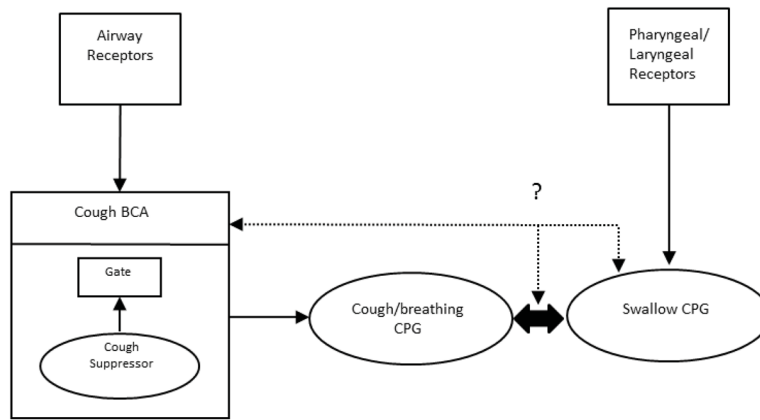 Airway
Receptors
Pharyngeal/
Laryngeal
Receptors
Cough BCA
?
Gate
Cough
Suppressor
Cough/breathing
CPG
Swallow CPG